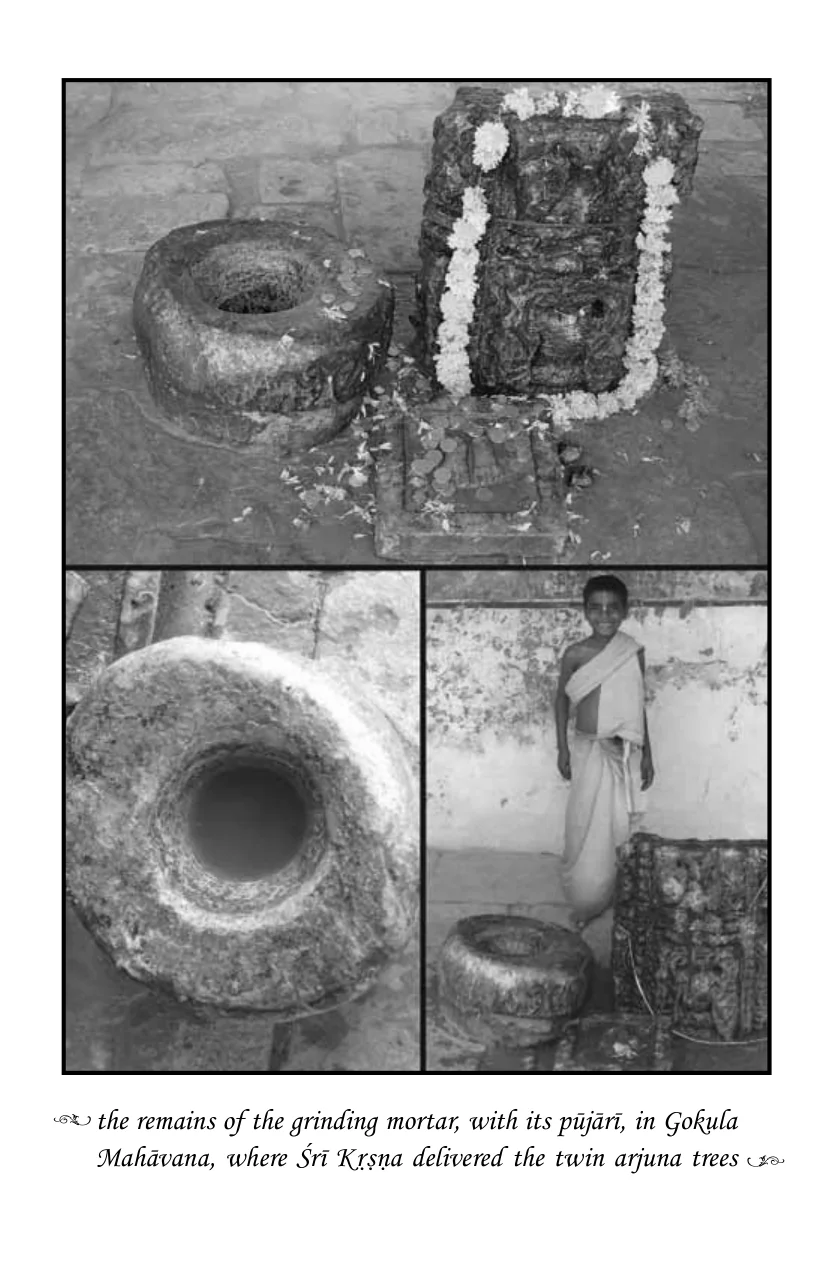 the remains of the grinding mortar, with its pūjārī, in Gokula
Mahāvana, where Śrī Kṛṣṇa delivered the twin arjuna trees